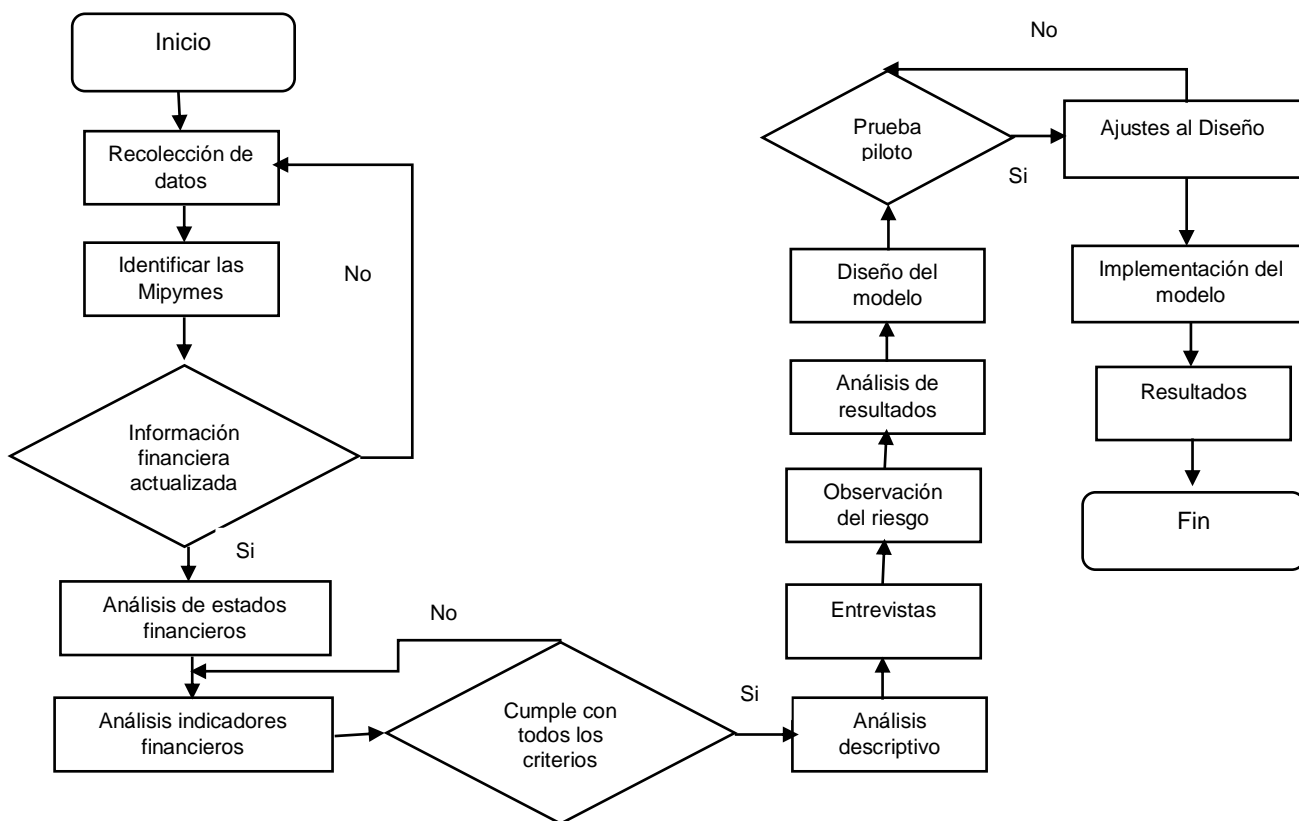 Inicio
Recolección de
datos
Identificar las
Mipymes
No
Información
financiera
actualizada
Si
Análisis de estados
financieros
Análisis indicadores
financieros
No
Cumple con
todos los
criterios
Si
Análisis
descriptivo
Entrevistas
Observación
del riesgo
Análisis de
resultados
Diseño del
modelo
Prueba
piloto
No
Si
Ajustes al Diseño
Implementación del
modelo
Resultados
Fin